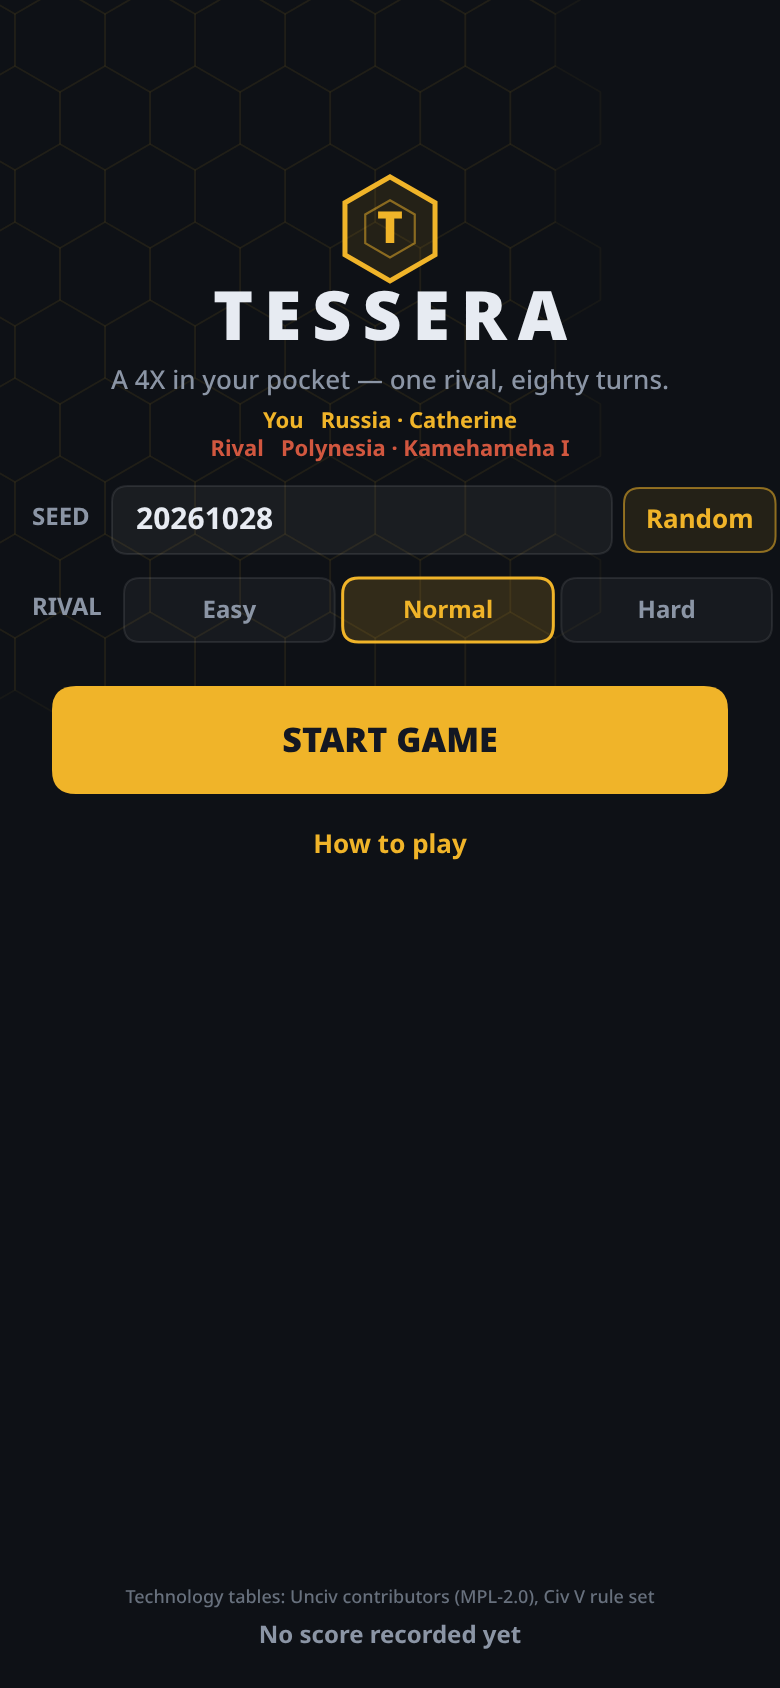 T
TESSERA
A 4X in your pocket — one rival, eighty turns.
You Russia · Catherine
Rival Polynesia · Kamehameha I
SEED 20261028 Random
RIVAL Easy Normal Hard
START GAME
How to play
Technology tables: Unciv contributors (MPL-2.0), Civ V rule set
No score recorded yet